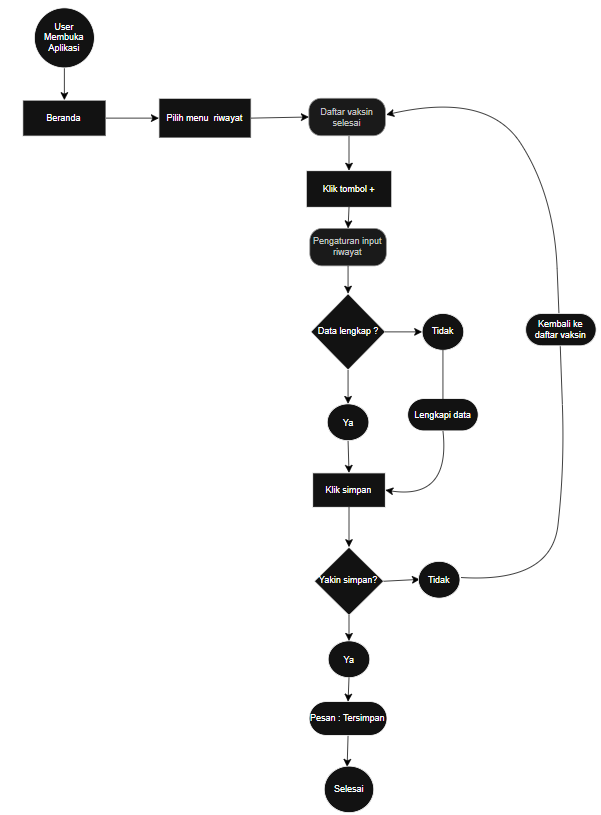 User
Membuka
Aplikasi
Beranda
Pilih menu riwayat
Daftar vaksin
selesai
Klik tombol +
Pengaturan input
riwayat
Data lengkap ?
Tidak
Kembali ke
daftar vaksin
Lengkapi data
Ya
Klik simpan
Yakin simpan?
Tidak
Ya
Pesan : Tersimpan
Selesai